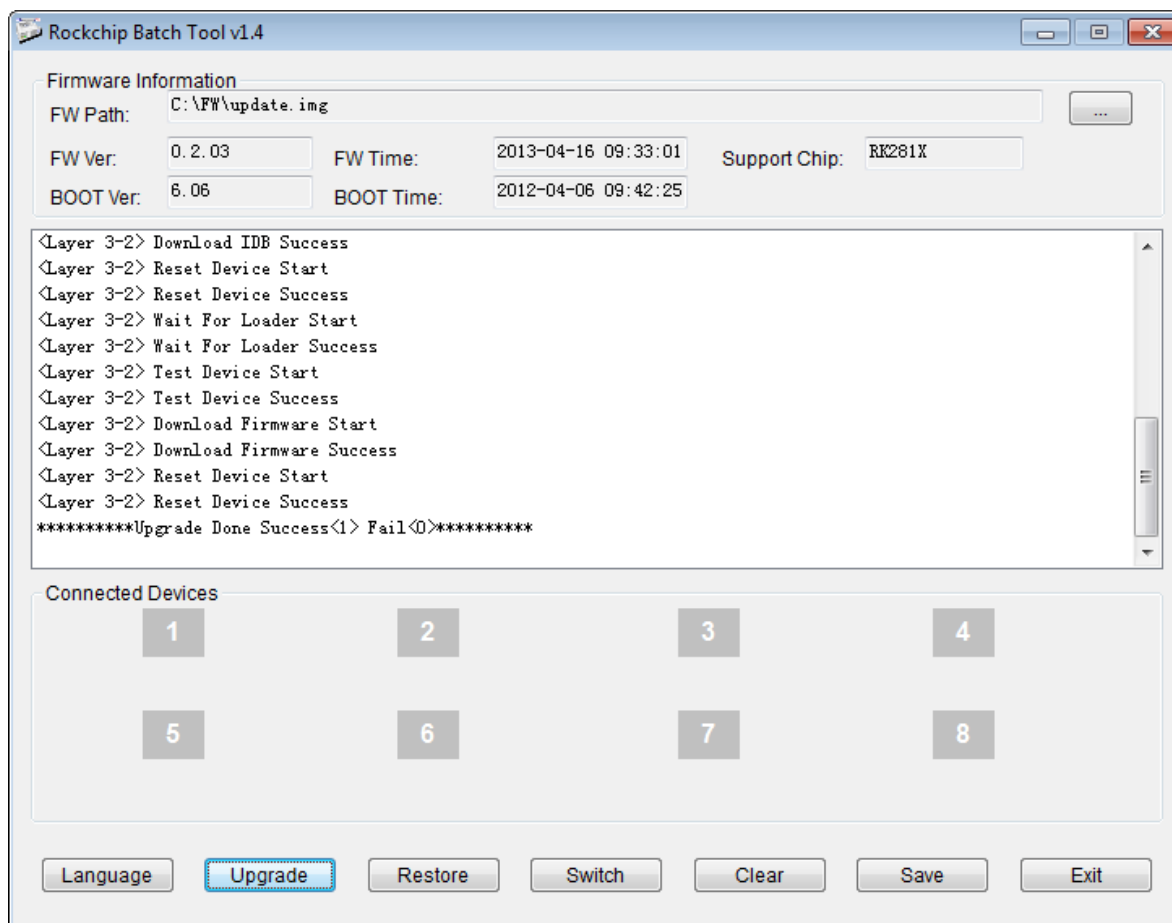 Rockchip Batch Tool v1.4
Firmware Information
FW Path: C:\FW\update.img ...
FW Ver: 0.2.03 FW Time: 2013-04-16 09:33:01 Support Chip: RK281X
BOOT Ver: 6.06 BOOT Time: 2012-04-06 09:42:25
<Layer 3-2> Download IDB Success
<Layer 3-2> Reset Device Start
<Layer 3-2> Reset Device Success
<Layer 3-2> Wait For Loader Start
<Layer 3-2> Wait For Loader Success
<Layer 3-2> Test Device Start
<Layer 3-2> Test Device Success
<Layer 3-2> Download Firmware Start
<Layer 3-2> Download Firmware Success
<Layer 3-2> Reset Device Start
<Layer 3-2> Reset Device Success
**********Upgrade Done Success<1> Fail<0>**********
Connected Devices
1 2 3 4
5 6 7 8
Language Upgrade Restore Switch Clear Save Exit